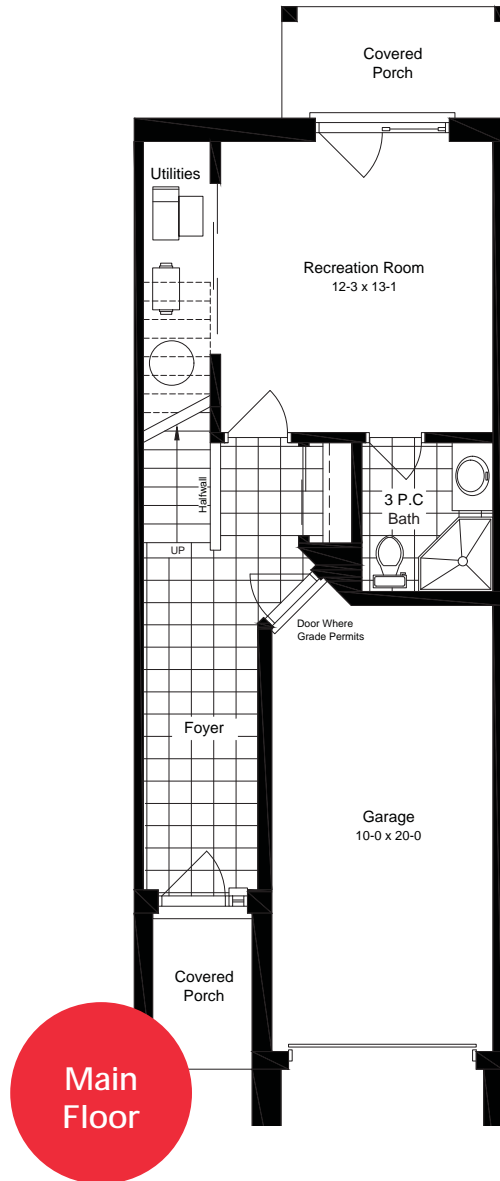 Covered
Porch
Utilities
Recreation Room
12-3 x 13-1
Halfwall
3 P.C
Bath
UP
Door Where
Grade Permits
Foyer
Garage
10-0 x 20-0
Covered
Porch
Main
Floor